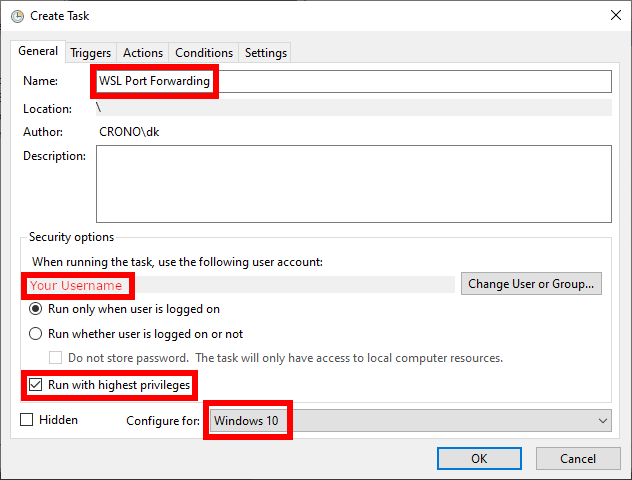 Create Task
General Triggers Actions Conditions Settings
Name: WSL Port Forwarding
Location: \
Author: CRONO\dk
Description:
Security options
When running the task, use the following user account:
Your Username Change User or Group...
Run only when user is logged on
Run whether user is logged on or not
Do not store password. The task will only have access to local computer resources.
Run with highest privileges
Hidden Configure for: Windows 10
OK Cancel